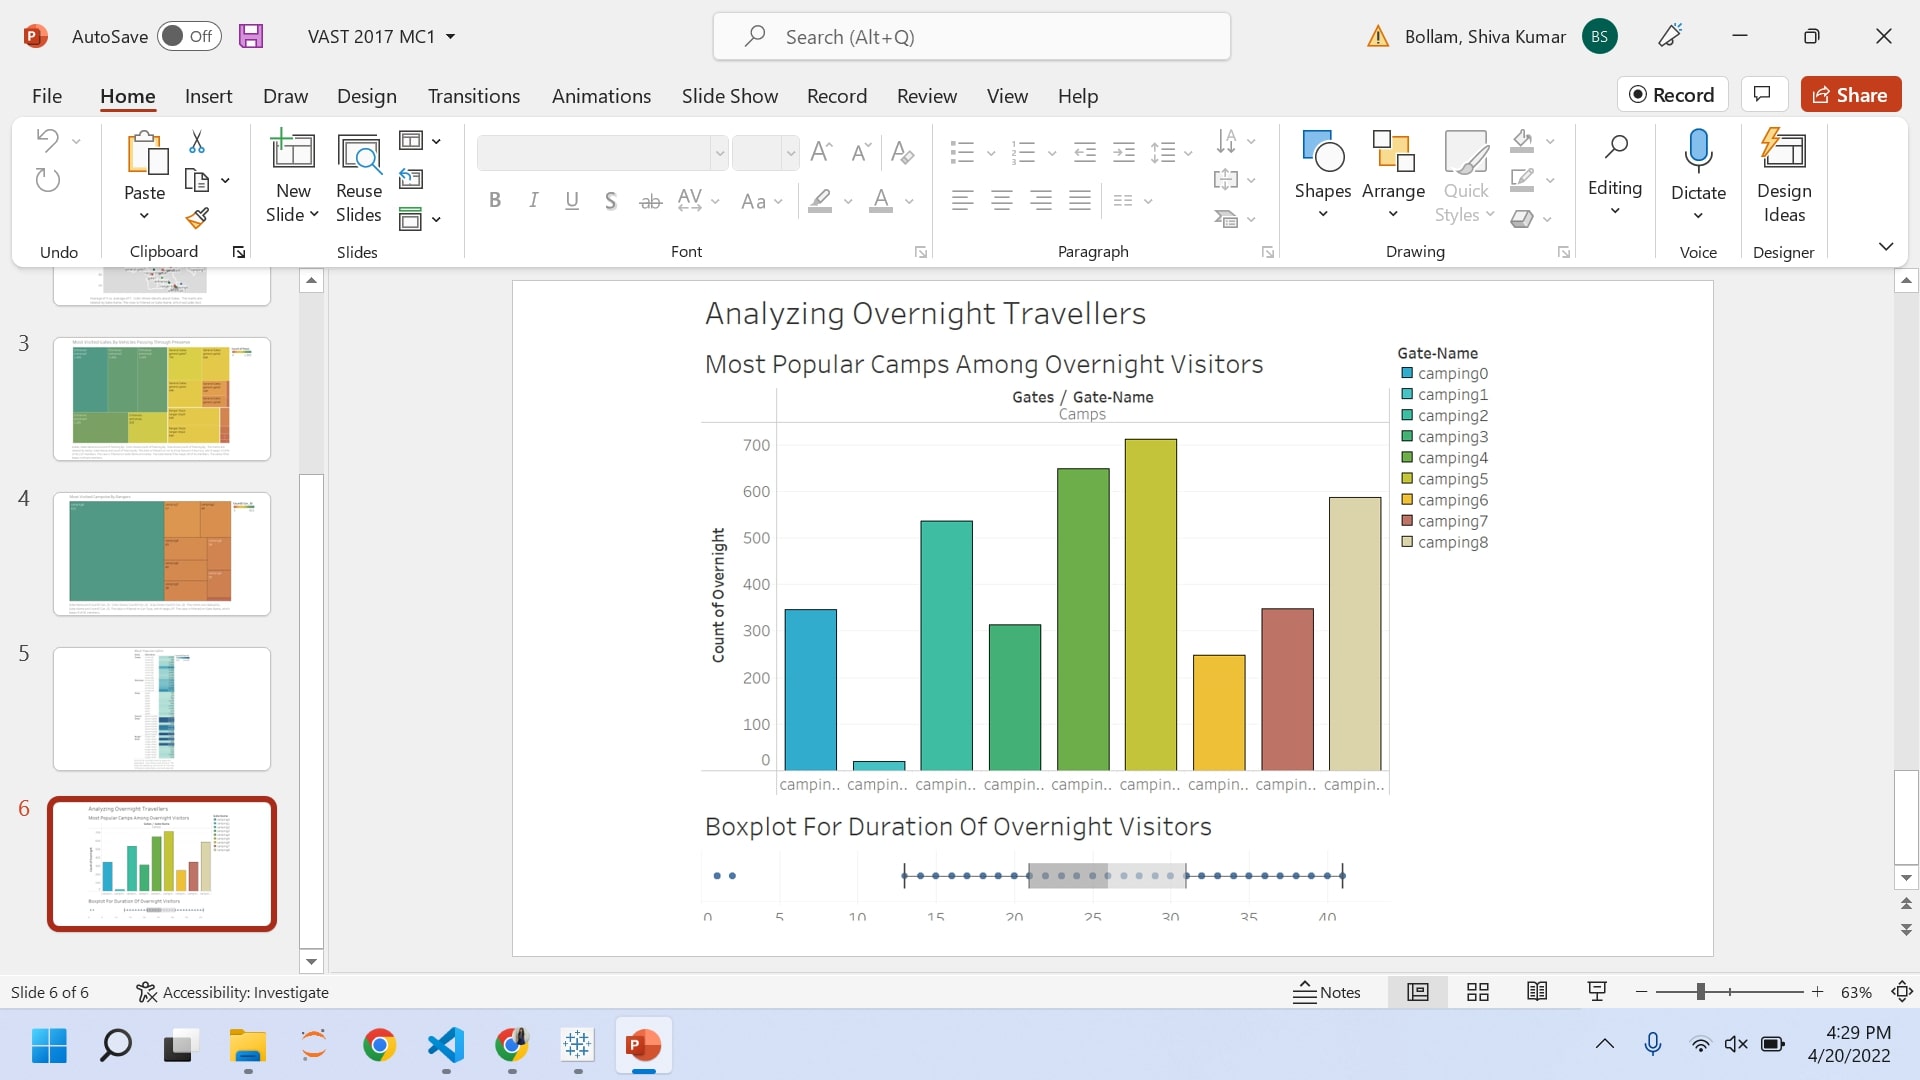 AutoSave Off VAST 2017 MC1 Search (Alt+Q) Bollam, Shiva Kumar BS
File Home Insert Draw Design Transitions Animations Slide Show Record Review View Help Record Share
Paste
New Slide
Reuse Slides
Shapes
Arrange
Quick Styles
Editing
Dictate
Design Ideas
Undo Clipboard Slides Font Paragraph Drawing Voice Designer
3
4
5
6
Analyzing Overnight Travellers
Most Popular Camps Among Overnight Visitors
Gates / Gate-Name
Camps
Count of Overnight
700
600
500
400
300
200
100
0
campin.. campin.. campin.. campin.. campin.. campin.. campin.. campin.. campin..
Gate-Name
camping0
camping1
camping2
camping3
camping4
camping5
camping6
camping7
camping8
Boxplot For Duration Of Overnight Visitors
0 5 10 15 20 25 30 35 40
Slide 6 of 6 Accessibility: Investigate Notes 63%
4:29 PM
4/20/2022